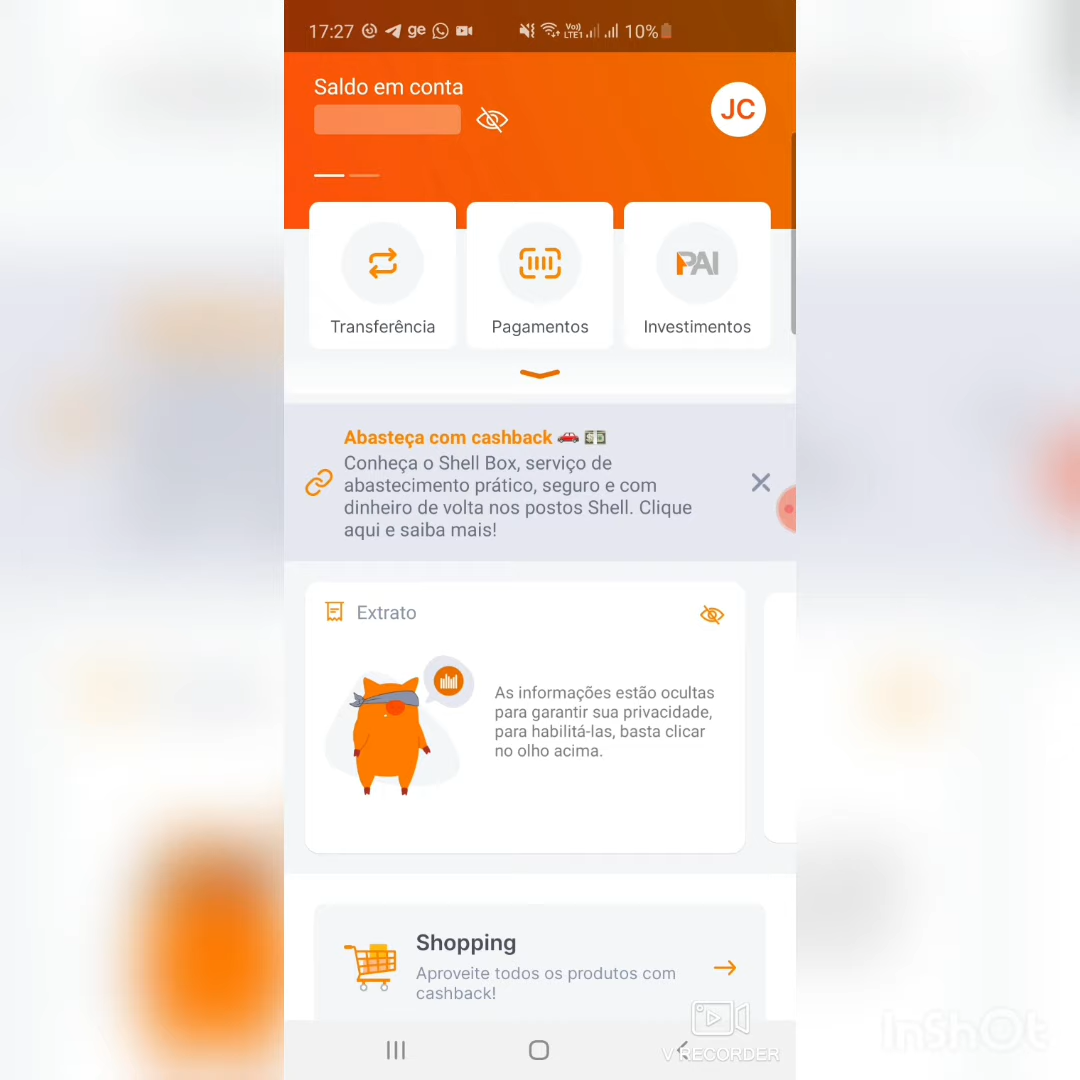 17:27 ge Vo)) LTE1 10%
Saldo em conta
JC
PAI
Transferência
Pagamentos
Investimentos
Abasteça com cashback
Conheça o Shell Box, serviço de
abastecimento prático, seguro e com
dinheiro de volta nos postos Shell. Clique
aqui e saiba mais!
Extrato
As informações estão ocultas
para garantir sua privacidade,
para habilitá-las, basta clicar
no olho acima.
Shopping
Aproveite todos os produtos com
cashback!
V RECORDER
InShOt